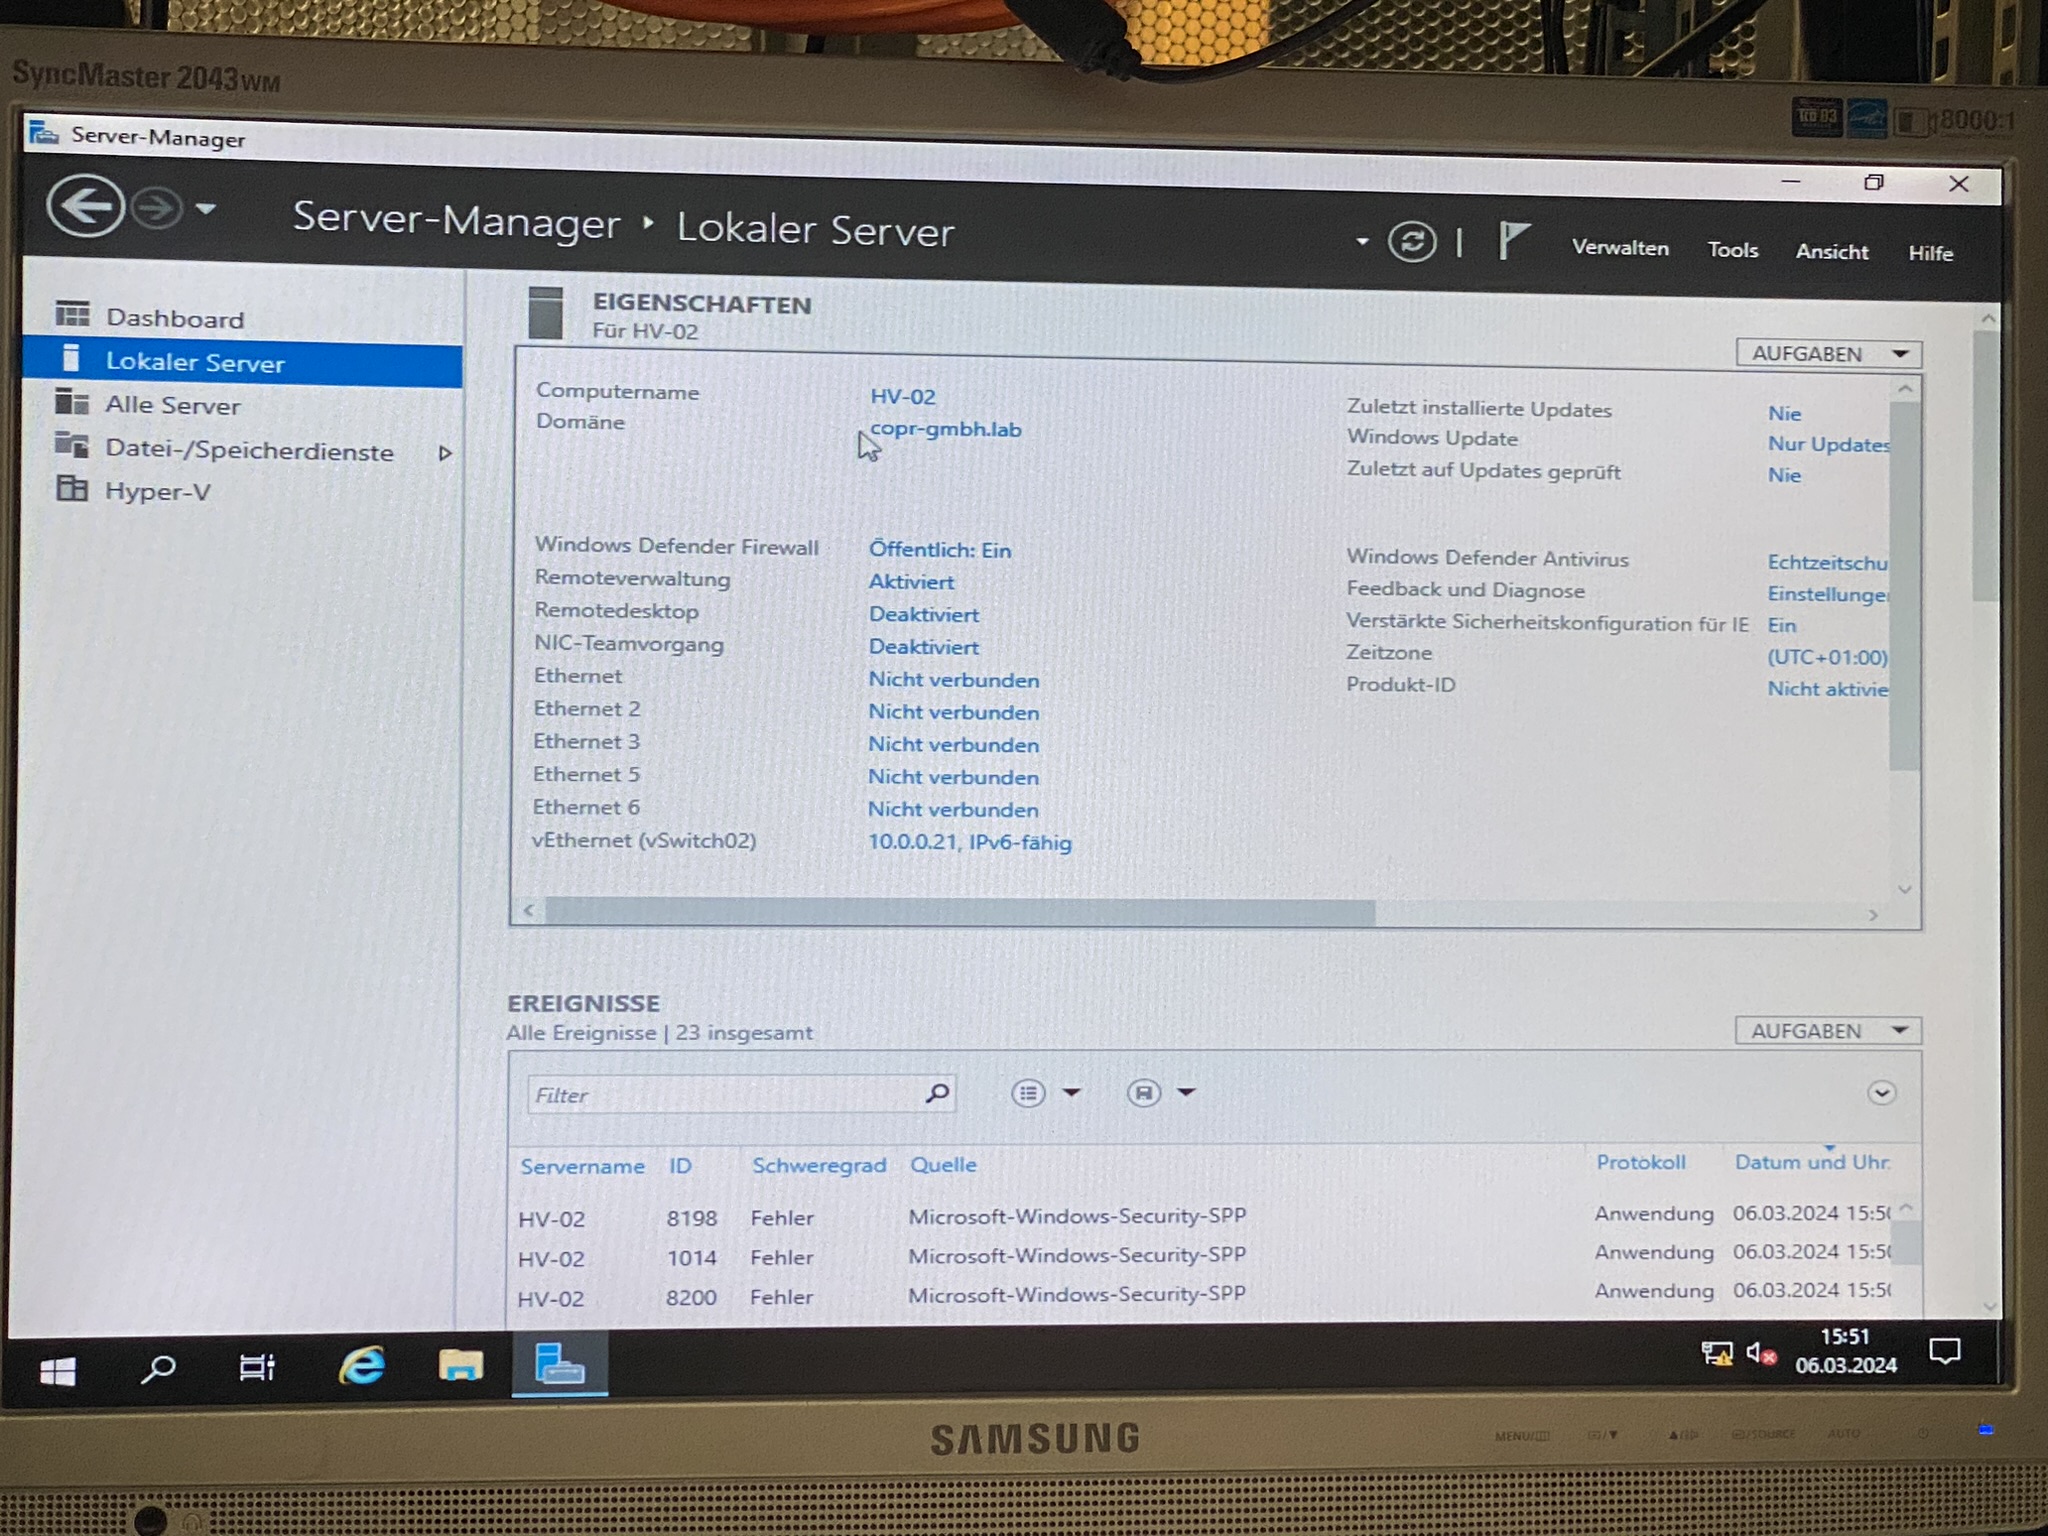 SyncMaster 2043WM
TCO'03
8000:1
Server-Manager
Server-Manager ‣ Lokaler Server
Verwalten Tools Ansicht Hilfe
Dashboard
Lokaler Server
Alle Server
Datei-/Speicherdienste
Hyper-V
EIGENSCHAFTEN
Für HV-02
AUFGABEN
Computername HV-02
Domäne copr-gmbh.lab
Zuletzt installierte Updates Nie
Windows Update Nur Updates
Zuletzt auf Updates geprüft Nie
Windows Defender Firewall Öffentlich: Ein
Remoteverwaltung Aktiviert
Remotedesktop Deaktiviert
NIC-Teamvorgang Deaktiviert
Ethernet Nicht verbunden
Ethernet 2 Nicht verbunden
Ethernet 3 Nicht verbunden
Ethernet 5 Nicht verbunden
Ethernet 6 Nicht verbunden
vEthernet (vSwitch02) 10.0.0.21, IPv6-fähig
Windows Defender Antivirus Echtzeitschu
Feedback und Diagnose Einstellunge
Verstärkte Sicherheitskonfiguration für IE Ein
Zeitzone (UTC+01:00)
Produkt-ID Nicht aktivie
EREIGNISSE
Alle Ereignisse | 23 insgesamt
AUFGABEN
Filter
Servername ID Schweregrad Quelle Protokoll Datum und Uhr
HV-02 8198 Fehler Microsoft-Windows-Security-SPP Anwendung 06.03.2024 15:50
HV-02 1014 Fehler Microsoft-Windows-Security-SPP Anwendung 06.03.2024 15:50
HV-02 8200 Fehler Microsoft-Windows-Security-SPP Anwendung 06.03.2024 15:50
15:51
06.03.2024
SAMSUNG
MENU/
/SOURCE
AUTO